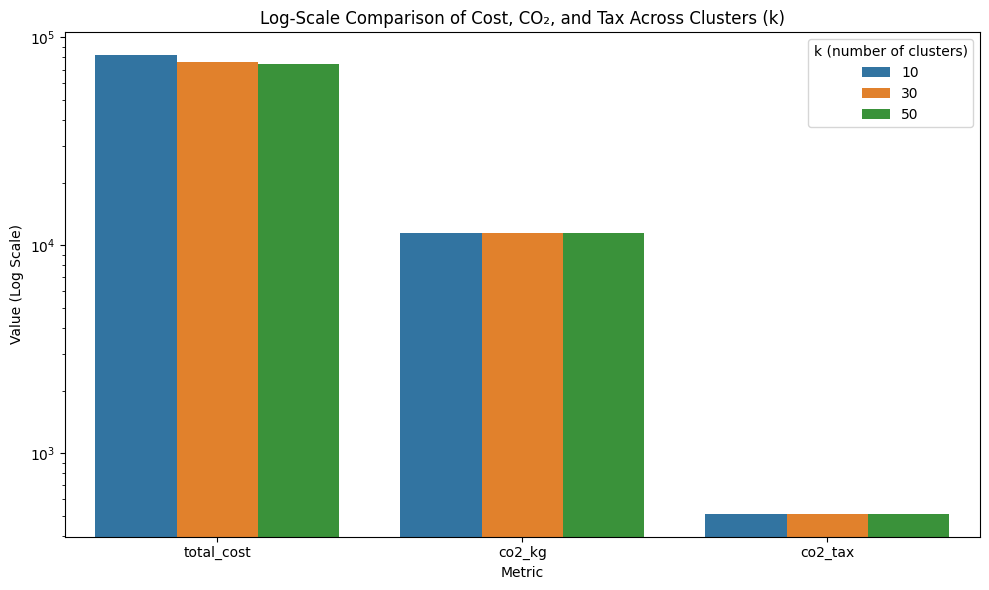 Log-Scale Comparison of Cost, CO₂, and Tax Across Clusters (k)
k (number of clusters)
10
30
50
Value (Log Scale)
10⁵
10⁴
10³
total_cost
co2_kg
co2_tax
Metric